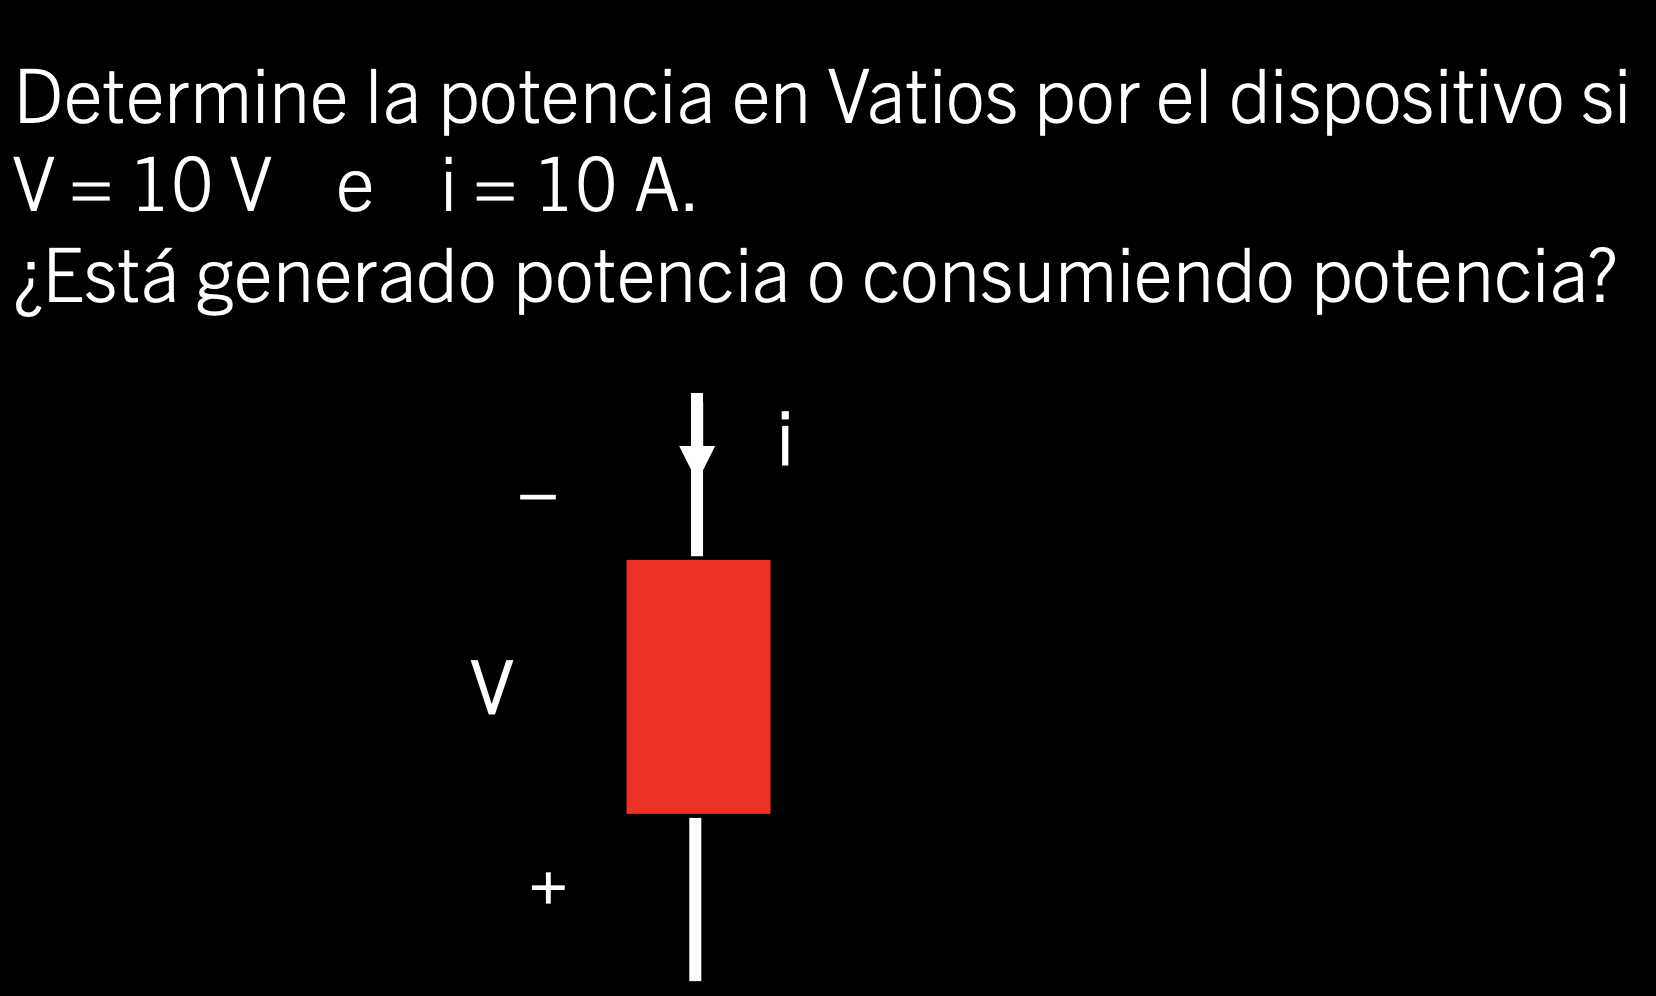 Determine la potencia en Vatios por el dispositivo si
V = 10 V e i = 10 A.
¿Está generado potencia o consumiendo potencia?
i
–
V
+